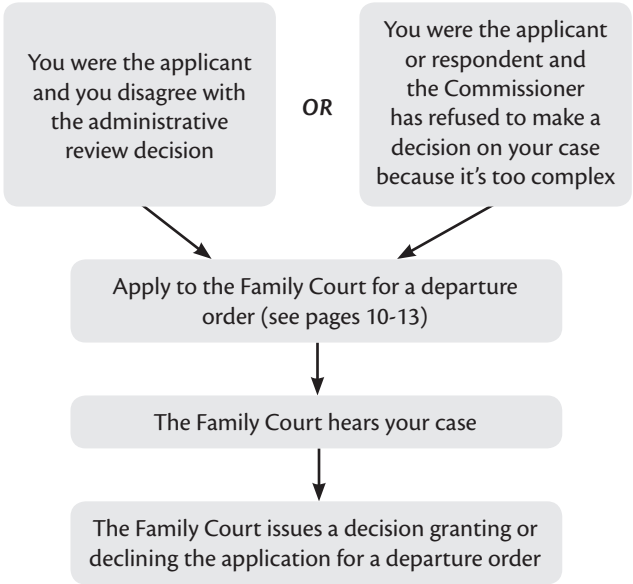 You were the applicant
and you disagree with
the administrative
review decision
OR
You were the applicant
or respondent and
the Commissioner
has refused to make a
decision on your case
because it's too complex
Apply to the Family Court for a departure
order (see pages 10-13)
The Family Court hears your case
The Family Court issues a decision granting or
declining the application for a departure order